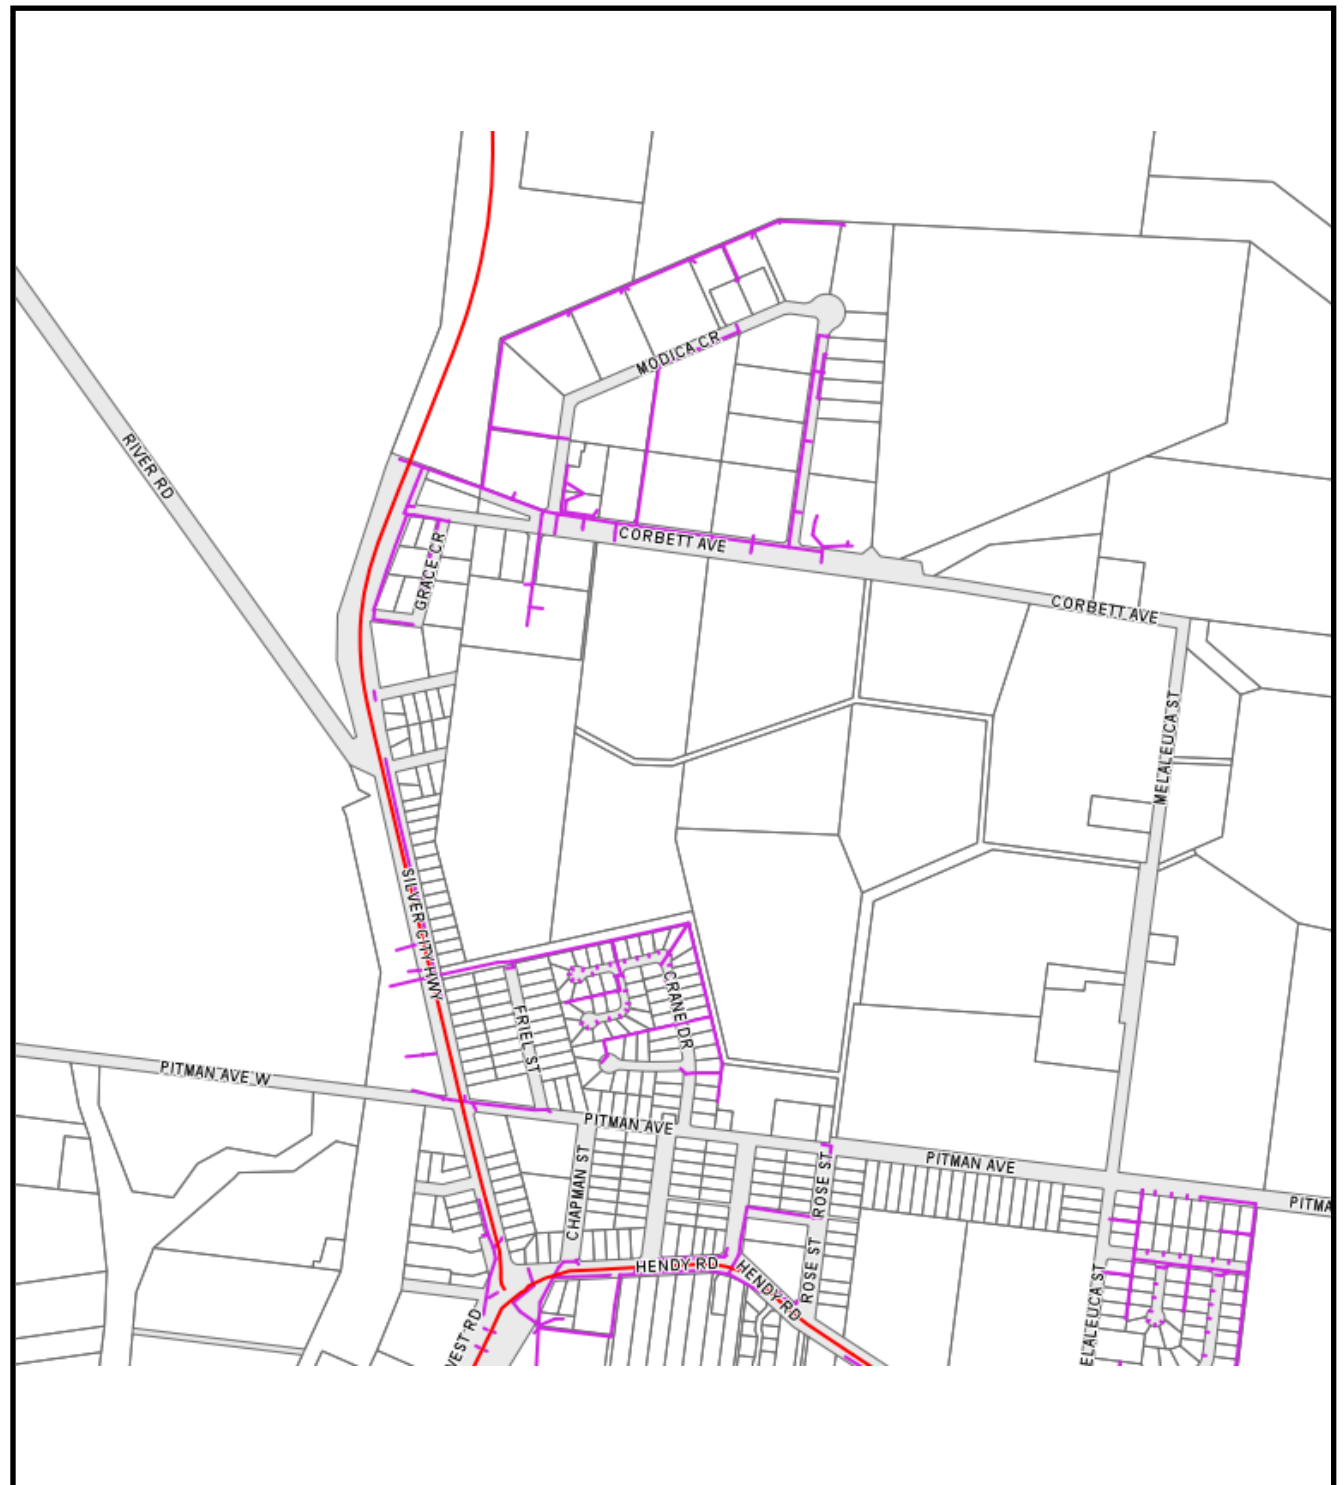 MODICA CR
RIVER RD
CORBETT AVE
GRACE CR
CORBETT AVE
MELALEUCA ST
SILVER CITY HWY
CRANE DR
FRIEL ST
PITMAN AVE W
PITMAN AVE
PITMAN AVE
ROSE ST
CHAPMAN ST
PITMA
HENDY RD
ROSE ST
HENDY RD
ELALEUCA ST
VEST RD